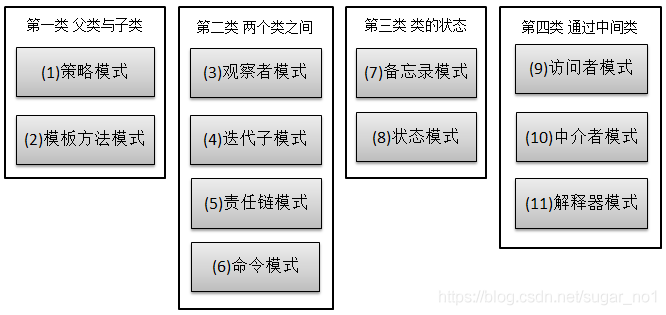 第一类 父类与子类
(1)策略模式
(2)模板方法模式
第二类 两个类之间
(3)观察者模式
(4)迭代子模式
(5)责任链模式
(6)命令模式
第三类 类的状态
(7)备忘录模式
(8)状态模式
第四类 通过中间类
(9)访问者模式
(10)中介者模式
(11)解释器模式
https://blog.csdn.net/sugar_no1